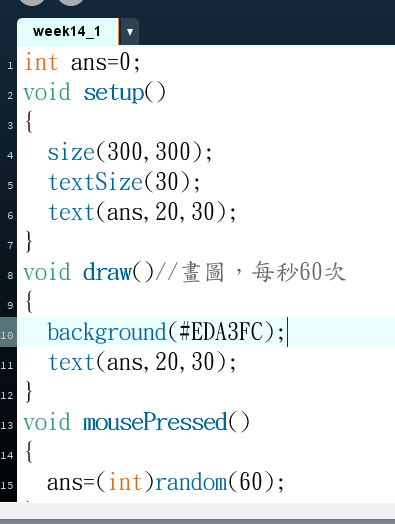 week14_1 ▼
1 int ans=0;
2 void setup()
3 {
4   size(300,300);
5   textSize(30);
6   text(ans,20,30);
7 }
8 void draw()//畫圖，每秒60次
9 {
10   background(#EDA3FC);
11   text(ans,20,30);
12 }
13 void mousePressed()
14 {
15   ans=(int)random(60);